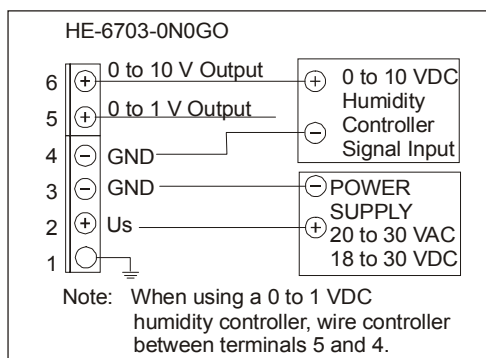 HE-6703-0N0GO
6 + 0 to 10 V Output
5 + 0 to 1 V Output
4 − GND
3 − GND
2 + Us
1
+ 0 to 10 VDC
Humidity
− Controller
Signal Input
− POWER
SUPPLY
+ 20 to 30 VAC
18 to 30 VDC
Note: When using a 0 to 1 VDC
humidity controller, wire controller
between terminals 5 and 4.